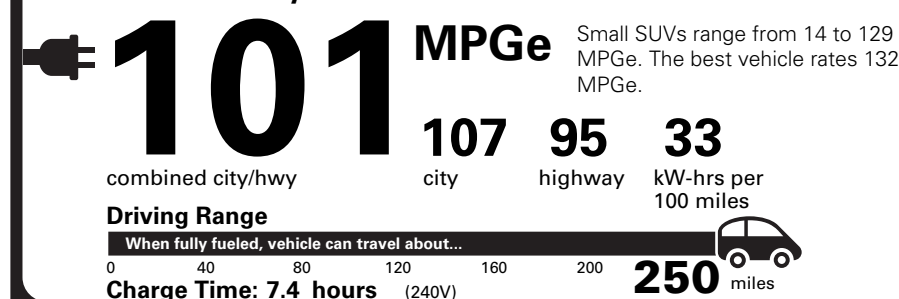 101 MPGe
Small SUVs range from 14 to 129
MPGe. The best vehicle rates 132
MPGe.
107 95 33
combined city/hwy city highway kW-hrs per
100 miles
Driving Range
When fully fueled, vehicle can travel about...
0 40 80 120 160 200 250 miles
Charge Time: 7.4 hours (240V)